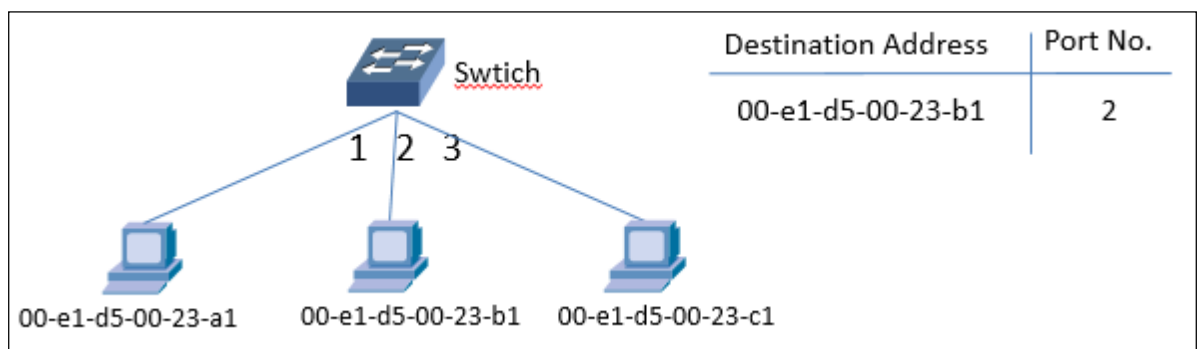 Swtich
Destination Address Port No.
00-e1-d5-00-23-b1 2
1 2 3
00-e1-d5-00-23-a1 00-e1-d5-00-23-b1 00-e1-d5-00-23-c1